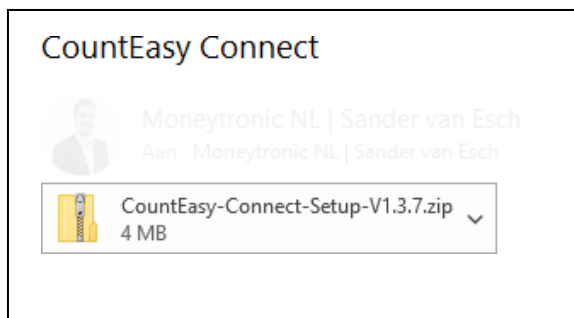 CountEasy Connect
Moneytronic NL | Sander van Esch
Aan Moneytronic NL | Sander van Esch
CountEasy-Connect-Setup-V1.3.7.zip
4 MB